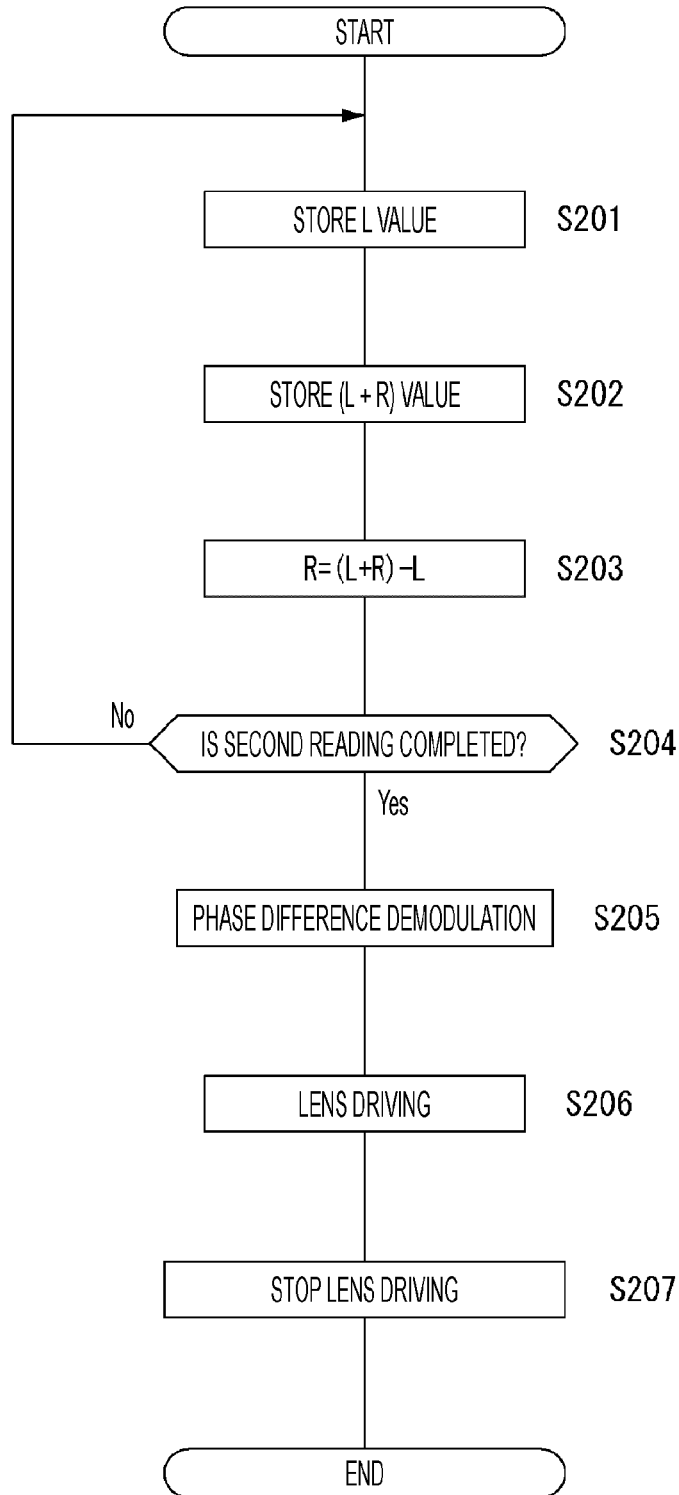 START
STORE L VALUE S201
STORE (L + R) VALUE S202
R= (L+R) −L S203
No
IS SECOND READING COMPLETED? S204
Yes
PHASE DIFFERENCE DEMODULATION S205
LENS DRIVING S206
STOP LENS DRIVING S207
END